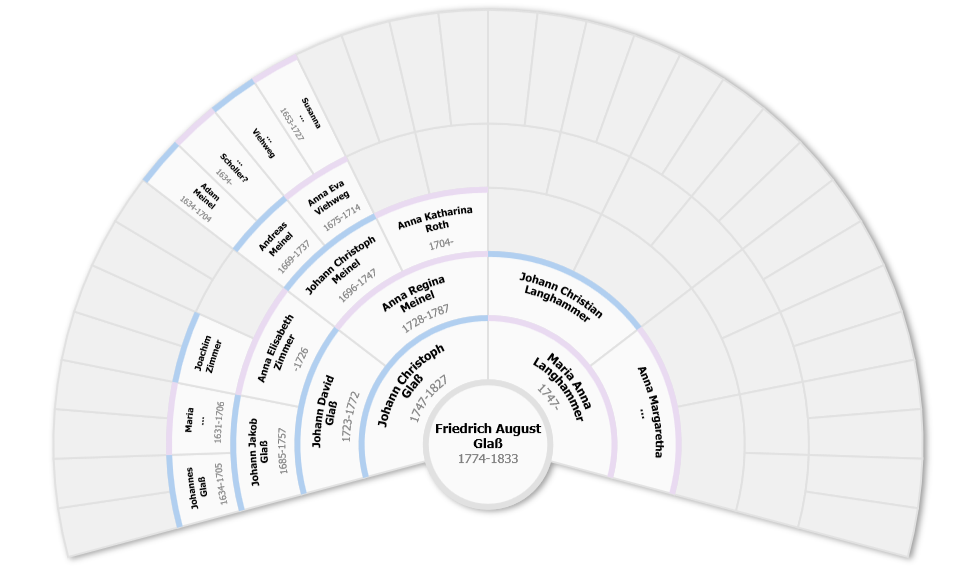 Susanna
...
1653-1727
...
Viehweg
...
Scholler?
1634-
Adam
Meinel
1634-1704
Anna Eva
Viehweg
1675-1714
Andreas
Meinel
1669-1737
Anna Katharina
Roth
1704-
Johann Christoph
Meinel
1696-1747
Anna Regina
Meinel
1728-1787
Johann Christian
Langhammer
Joachim
Zimmer
Anna Elisabeth
Zimmer
-1726
Maria
...
1631-1706
Johannes
Glaß
1634-1705
Johann Jakob
Glaß
1685-1757
Johann David
Glaß
1723-1772
Johann Christoph
Glaß
1747-1827
Maria Anna
Langhammer
1747-
Anna Margaretha
...
Friedrich August
Glaß
1774-1833